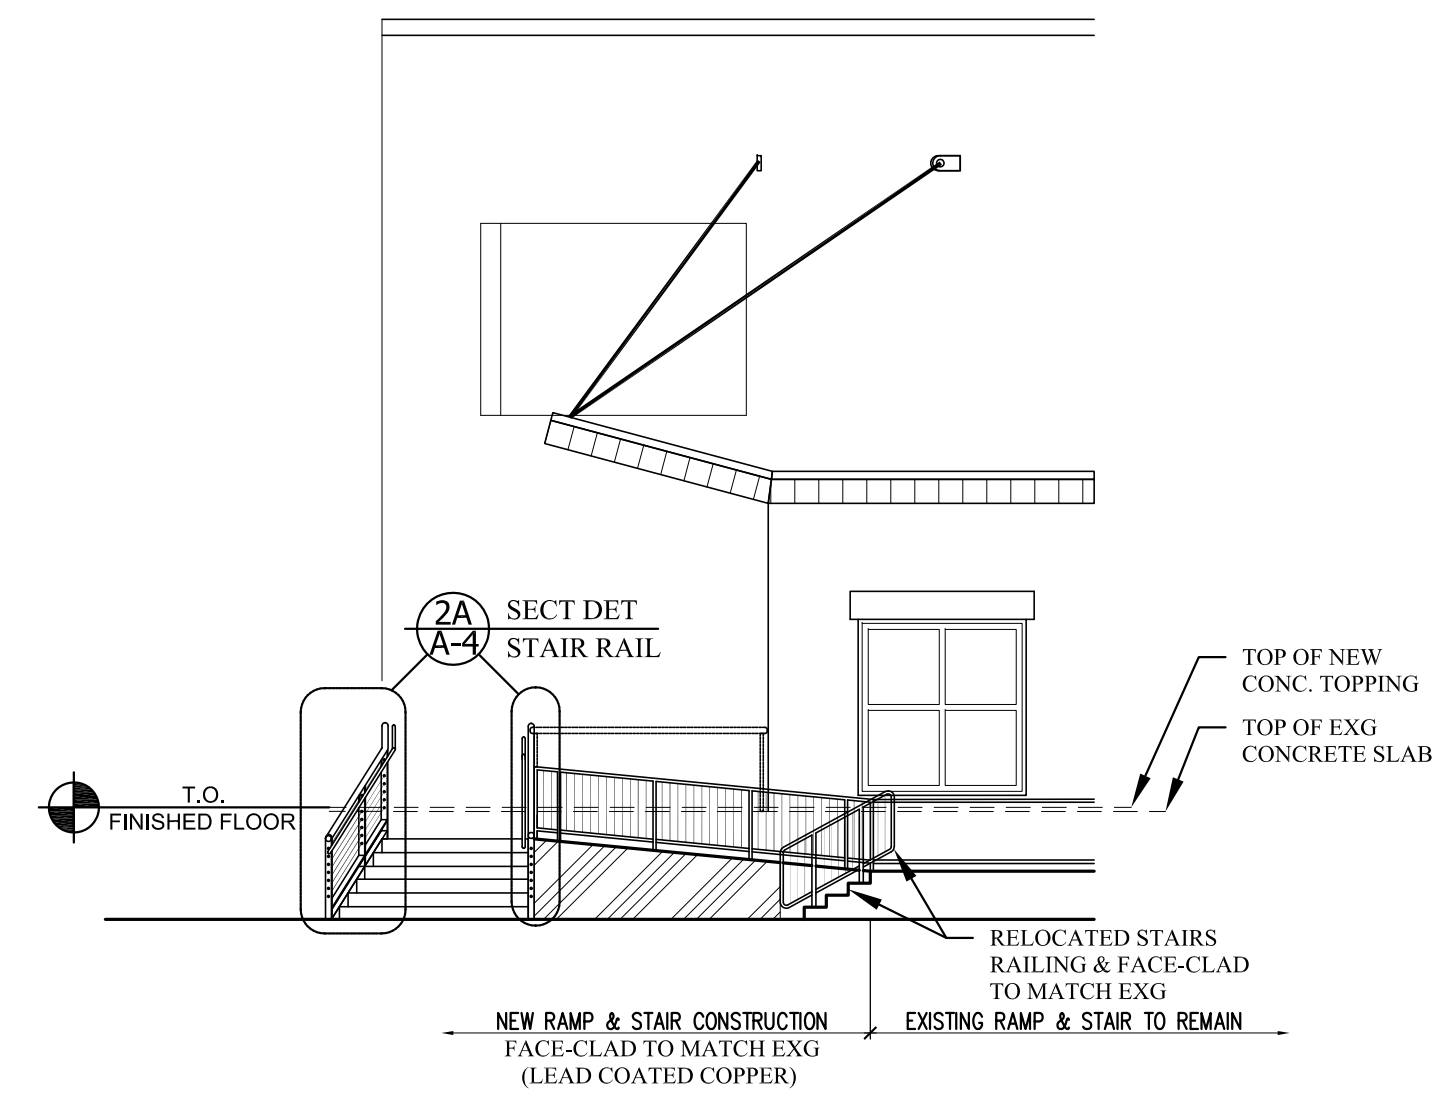 2A
A-4
SECT DET
STAIR RAIL
TOP OF NEW
CONC. TOPPING
TOP OF EXG
CONCRETE SLAB
T.O.
FINISHED FLOOR
RELOCATED STAIRS
RAILING & FACE-CLAD
TO MATCH EXG
NEW RAMP & STAIR CONSTRUCTION
FACE-CLAD TO MATCH EXG
(LEAD COATED COPPER)
EXISTING RAMP & STAIR TO REMAIN